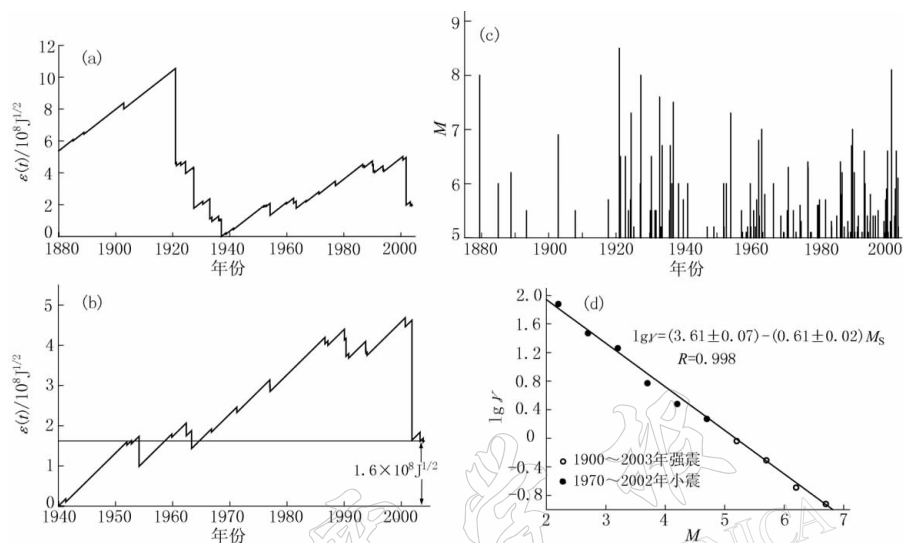 (a)
ε(t)/10⁸J^{1/2}
12
10
8
6
4
2
0
1880 1900 1920 1940 1960 1980 2000
年份
(c)
M
9
8
7
6
5
1880 1900 1920 1940 1960 1980 2000
年份
(b)
ε(t)/10⁸J^{1/2}
5
4
3
2
1
0
1.6×10⁸J^{1/2}
1940 1950 1960 1970 1980 1990 2000
年份
(d)
lgγ
2.0
1.6
1.2
0.8
0.4
0
−0.4
−0.8
lgγ=(3.61±0.07)−(0.61±0.02)M_S
R=0.998
1900～2003年强震
1970～2002年小震
2 3 4 5 6 7
M